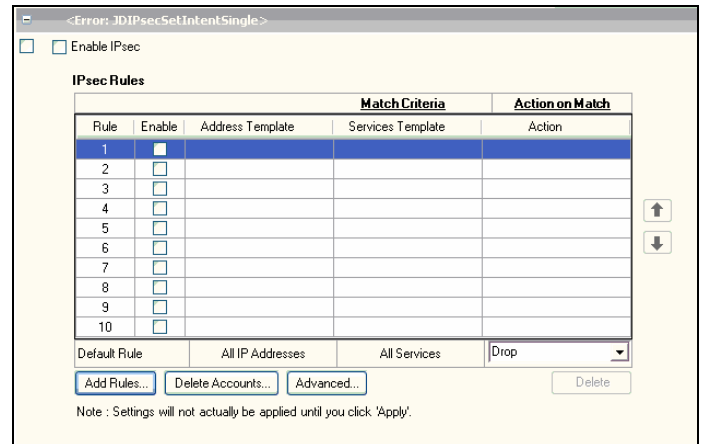 <Error: JDIPsecSetIntentSingle>
Enable IPsec
IPsec Rules
Match Criteria Action on Match
Rule Enable Address Template Services Template Action
1
2
3
4
5
6
7
8
9
10
Default Rule All IP Addresses All Services Drop
Add Rules... Delete Accounts... Advanced... Delete
Note : Settings will not actually be applied until you click 'Apply'.